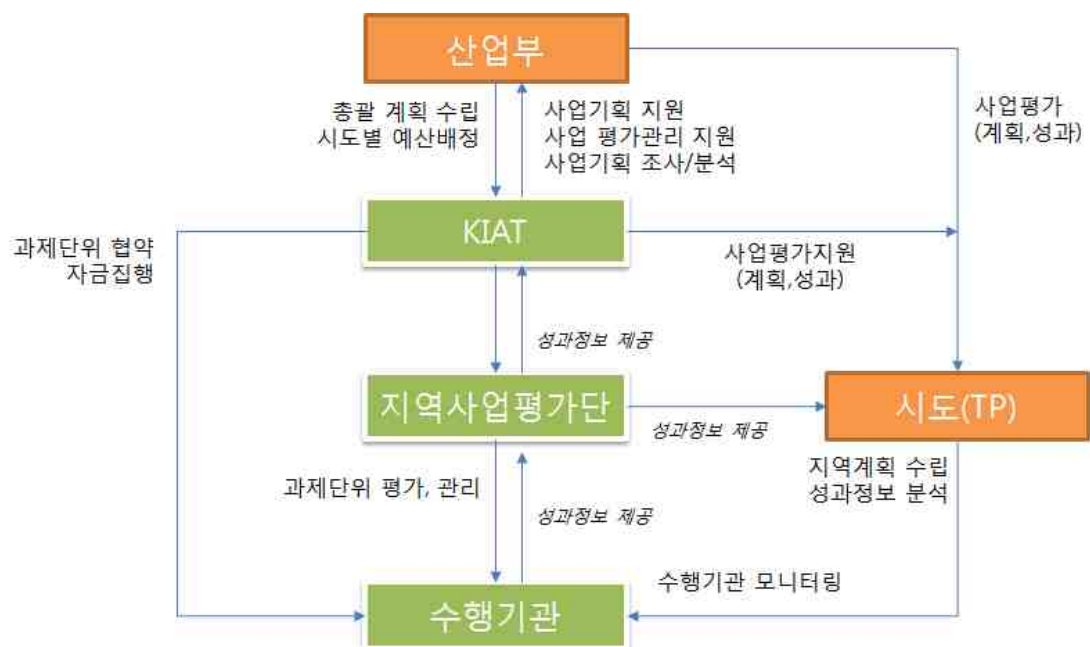 산업부
총괄 계획 수립
시도별 예산배정
사업기획 지원
사업 평가관리 지원
사업기획 조사/분석
사업평가
(계획,성과)
KIAT
과제단위 협약
자금집행
사업평가지원
(계획,성과)
성과정보 제공
지역사업평가단
시도(TP)
성과정보 제공
지역계획 수립
성과정보 분석
과제단위 평가, 관리
성과정보 제공
수행기관 모니터링
수행기관